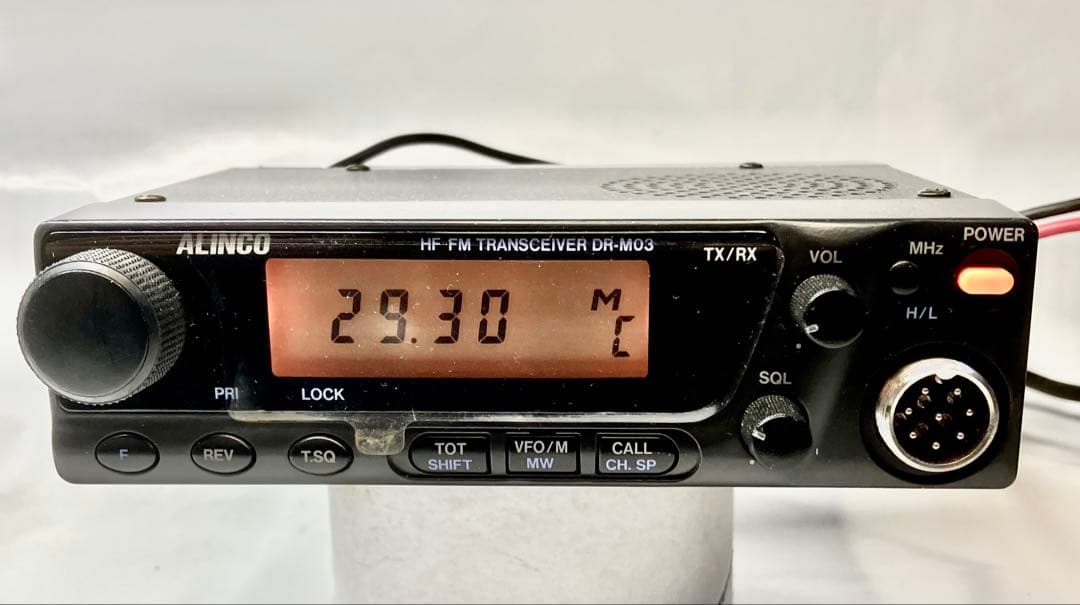 ALINCO
HF FM TRANSCEIVER DR-M03
TX/RX
VOL
MHz
POWER
H/L
29.30
M
C
SQL
PRI
LOCK
F
REV
T.SQ
TOT
SHIFT
VFO/M
MW
CALL
CH. SP